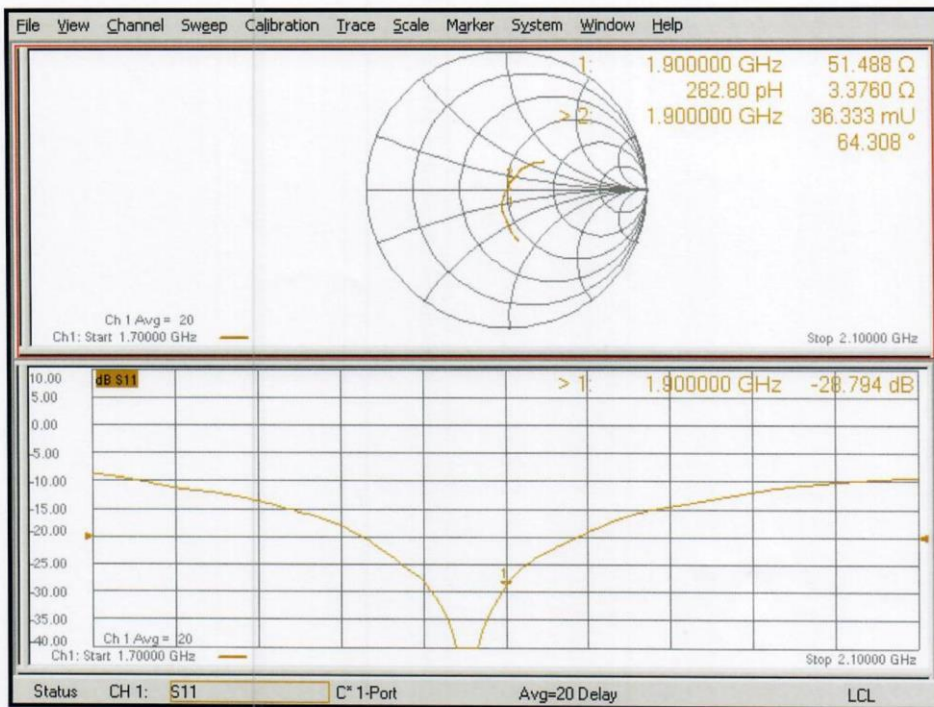 File View Channel Sweep Calibration Trace Scale Marker System Window Help
1: 1.900000 GHz 51.488 Ω
282.80 pH 3.3760 Ω
> 2: 1.900000 GHz 36.333 mU
64.308 °
Ch 1 Avg = 20
Ch1: Start 1.70000 GHz
Stop 2.10000 GHz
10.00
dB S11
> 1: 1.900000 GHz -28.794 dB
5.00
0.00
-5.00
-10.00
-15.00
-20.00
-25.00
1
-30.00
-35.00
-40.00
Ch 1 Avg = 20
Ch1: Start 1.70000 GHz
Stop 2.10000 GHz
Status CH 1: S11 C* 1-Port Avg=20 Delay LCL